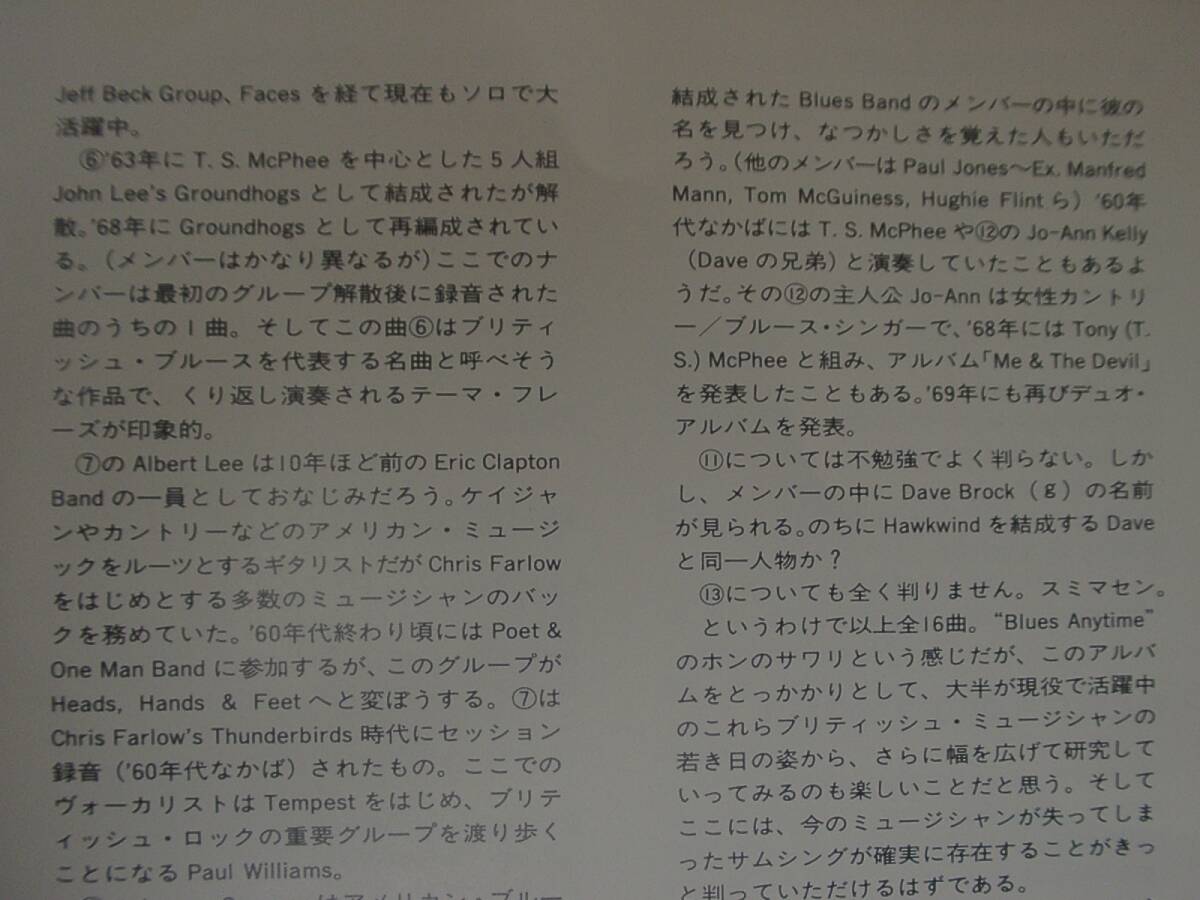 Jeff Beck Group、Faces を経て現在もソロで大
活躍中。
⑥'63年に T. S. McPhee を中心とした5人組
John Lee's Groundhogs として結成されたが解
散。'68年に Groundhogs として再編成されてい
る。（メンバーはかなり異なるが）ここでのナ
ンバーは最初のグループ解散後に録音された
曲のうちの1曲。そしてこの曲⑥はブリティ
ッシュ・ブルースを代表する名曲と呼べそう
な作品で、くり返し演奏されるテーマ・フレ
ーズが印象的。
⑦の Albert Lee は10年ほど前の Eric Clapton
Band の一員としておなじみだろう。ケイジャ
ンやカントリーなどのアメリカン・ミュージ
ックをルーツとするギタリストだが Chris Farlow
をはじめとする多数のミュージシャンのバッ
クを務めていた。'60年代終わり頃には Poet &
One Man Band に参加するが、このグループが
Heads, Hands & Feet へと変ぼうする。⑦は
Chris Farlow's Thunderbirds 時代にセッション
録音（'60年代なかば）されたもの。ここでの
ヴォーカリストは Tempest をはじめ、ブリテ
ィッシュ・ロックの重要グループを渡り歩く
ことになる Paul Williams。
はアメリカン・ブルー
結成された Blues Band のメンバーの中に彼の
名を見つけ、なつかしさを覚えた人もいただ
ろう。（他のメンバーは Paul Jones〜Ex. Manfred
Mann, Tom McGuiness, Hughie Flint ら）'60年
代なかばには T. S. McPhee や⑫の Jo-Ann Kelly
（Dave の兄弟）と演奏していたこともあるよ
うだ。その⑫の主人公 Jo-Ann は女性カントリ
ー／ブルース・シンガーで、'68年には Tony (T.
S.) McPhee と組み、アルバム「Me & The Devil」
を発表したこともある。'69年にも再びデュオ・
アルバムを発表。
⑪については不勉強でよく判らない。しか
し、メンバーの中に Dave Brock（g）の名前
が見られる。のちに Hawkwind を結成する Dave
と同一人物か？
⑬についても全く判りません。スミマセン。
というわけで以上全16曲。“Blues Anytime”
のホンのサワリという感じだが、このアルバ
ムをとっかかりとして、大半が現役で活躍中
のこれらブリティッシュ・ミュージシャンの
若き日の姿から、さらに幅を広げて研究して
いってみるのも楽しいことだと思う。そして
ここには、今のミュージシャンが失ってしま
ったサムシングが確実に存在することがきっ
と判っていただけるはずである。